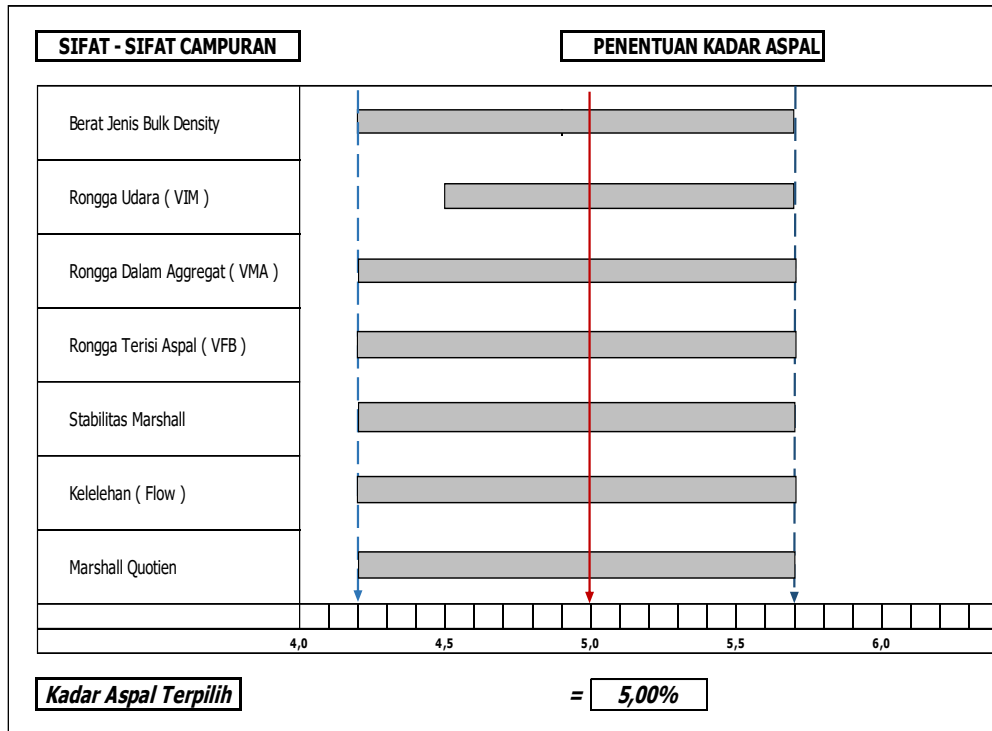 SIFAT - SIFAT CAMPURAN
PENENTUAN KADAR ASPAL
Berat Jenis Bulk Density
Rongga Udara ( VIM )
Rongga Dalam Aggregat ( VMA )
Rongga Terisi Aspal ( VFB )
Stabilitas Marshall
Kelelehan ( Flow )
Marshall Quotien
4,0 4,5 5,0 5,5 6,0
Kadar Aspal Terpilih = 5,00%